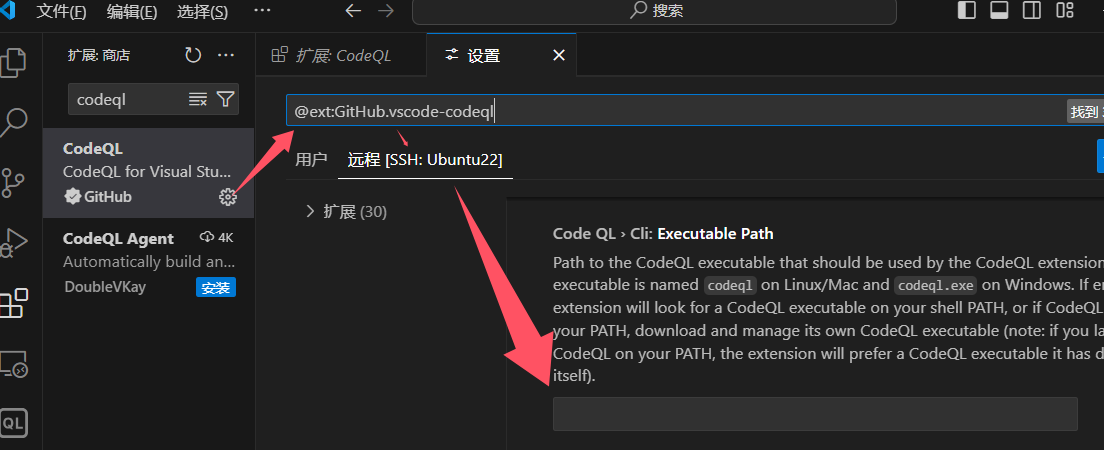 文件(F) 编辑(E) 选择(S) ··· 搜索
扩展: 商店 ···
扩展: CodeQL 设置
codeql
@ext:GitHub.vscode-codeql 找到
CodeQL
CodeQL for Visual Stu...
GitHub
用户 远程 [SSH: Ubuntu22]
扩展 (30)
CodeQL Agent 4K
Automatically build an...
DoubleVKay 安装
Code QL › Cli: Executable Path
Path to the CodeQL executable that should be used by the CodeQL extension
executable is named codeql on Linux/Mac and codeql.exe on Windows. If
extension will look for a CodeQL executable on your shell PATH, or if CodeQL
your PATH, download and manage its own CodeQL executable (note: if you
CodeQL on your PATH, the extension will prefer a CodeQL executable it has
itself).
QL